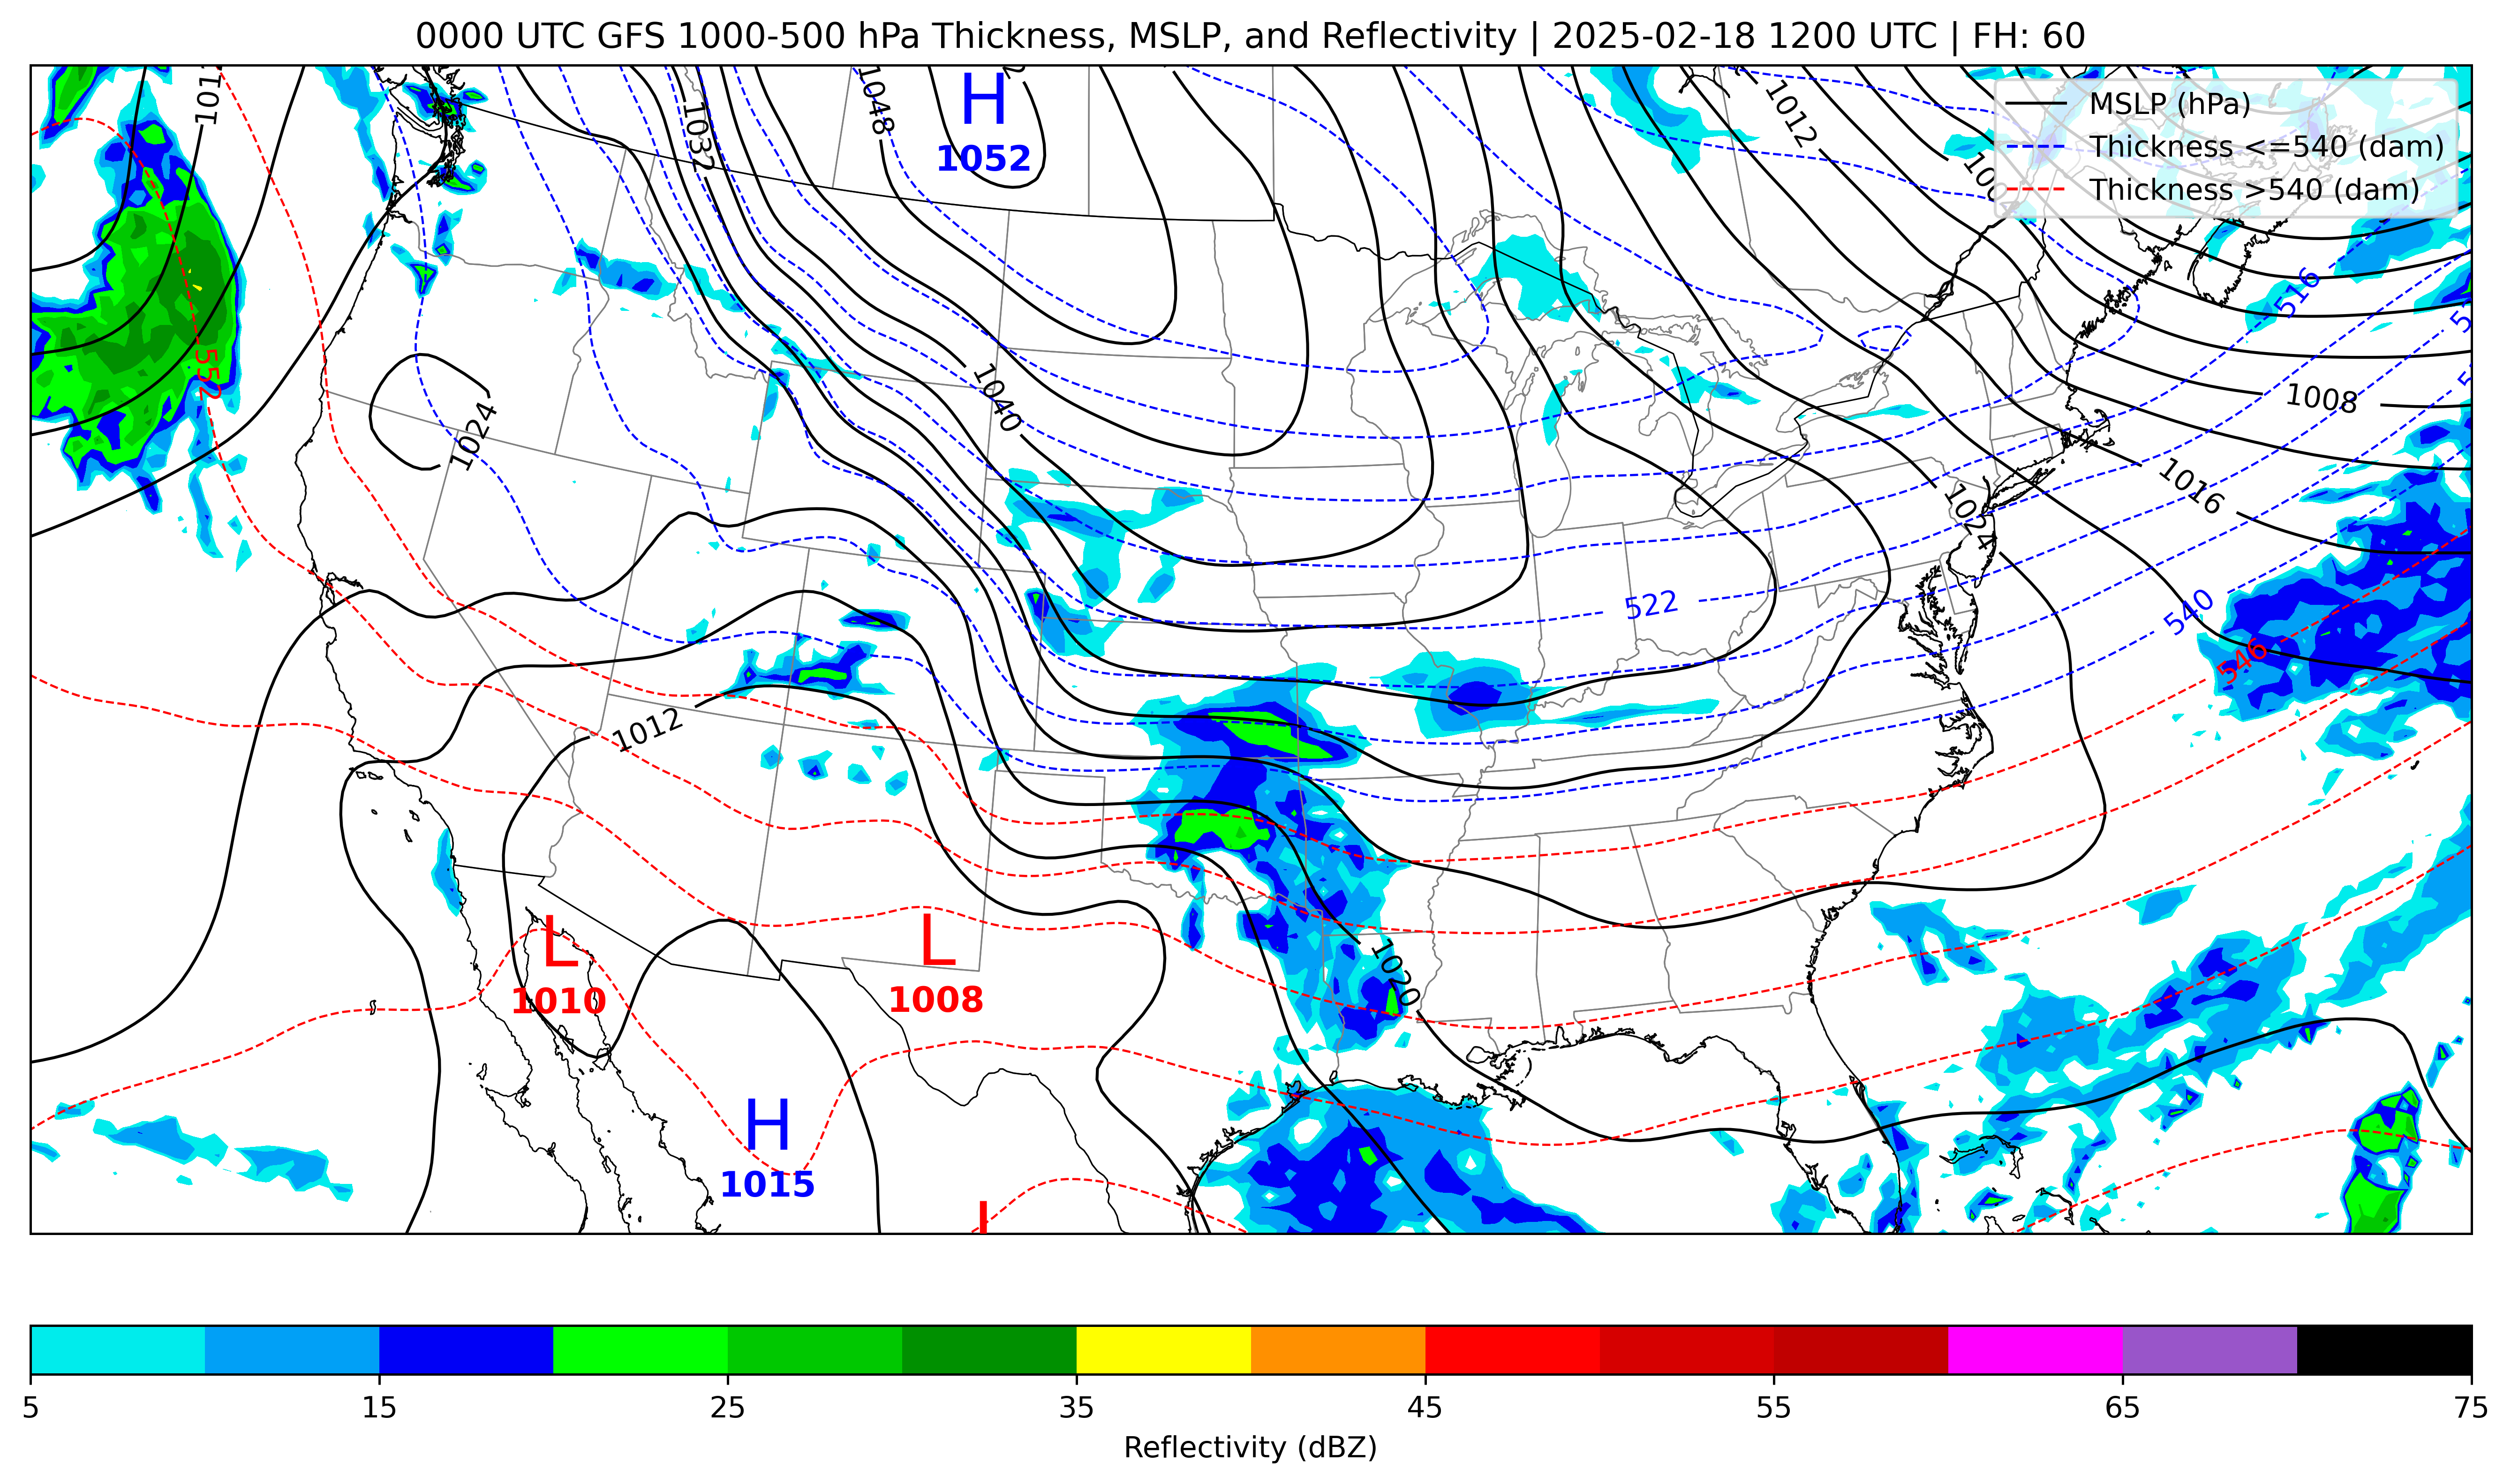 0000 UTC GFS 1000-500 hPa Thickness, MSLP, and Reflectivity | 2025-02-18 1200 UTC | FH: 60
MSLP (hPa)
Thickness <=540 (dam)
Thickness >540 (dam)
H
1052
1048
1032
1012
1040
1024
552
516
1008
1016
1024
522
540
546
1012
1020
L
1010
L
1008
H
1015
L
5
15
25
35
45
55
65
75
Reflectivity (dBZ)